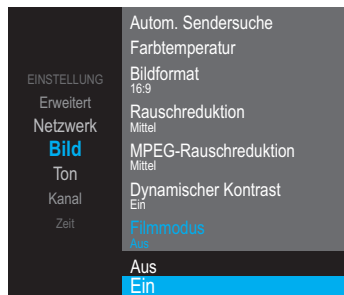 EINSTELLUNG
Erweitert
Netzwerk
Bild
Ton
Kanal
Zeit
Autom. Sendersuche
Farbtemperatur
Bildformat
16:9
Rauschreduktion
Mittel
MPEG-Rauschreduktion
Mittel
Dynamischer Kontrast
Ein
Filmmodus
Aus
Aus
Ein